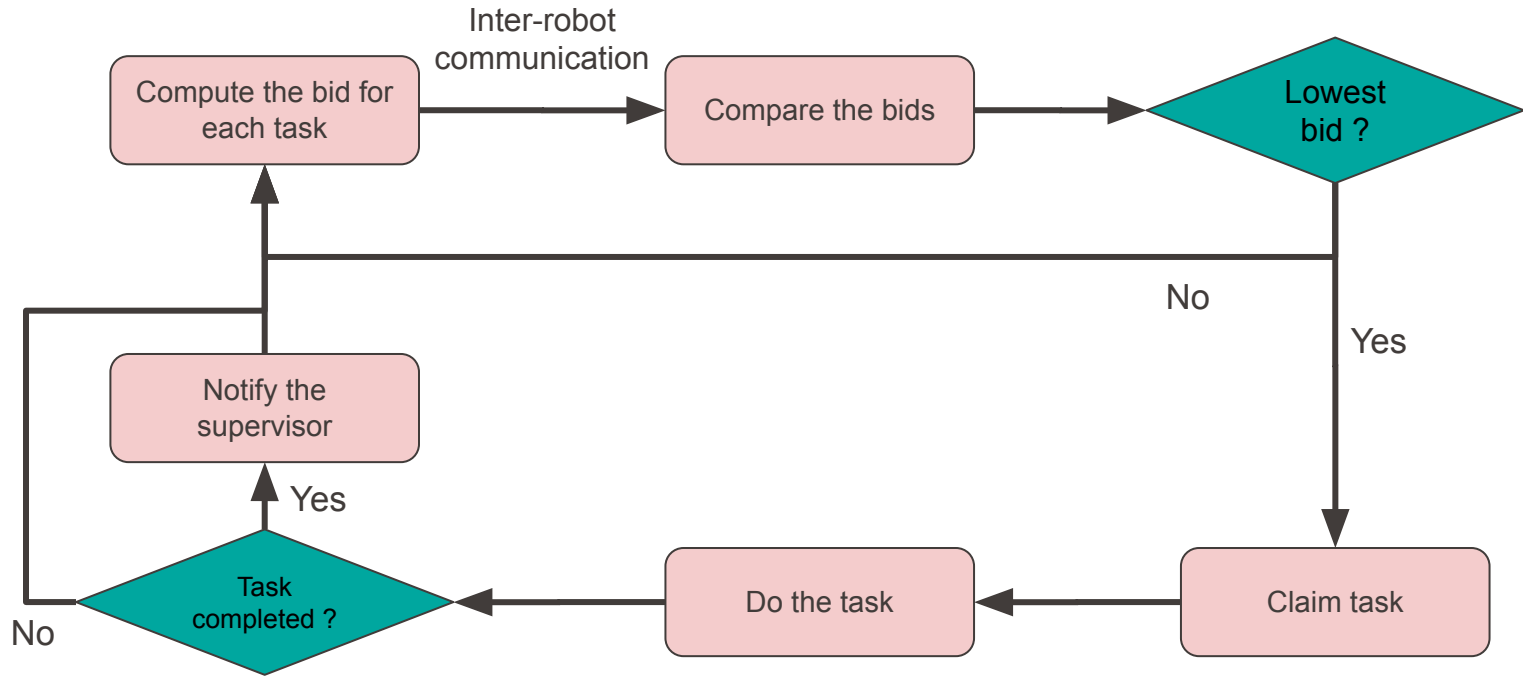 Inter-robot
communication
Compute the bid for
each task
Compare the bids
Lowest
bid ?
No
Yes
Notify the
supervisor
Yes
Task
completed ?
No
Do the task
Claim task